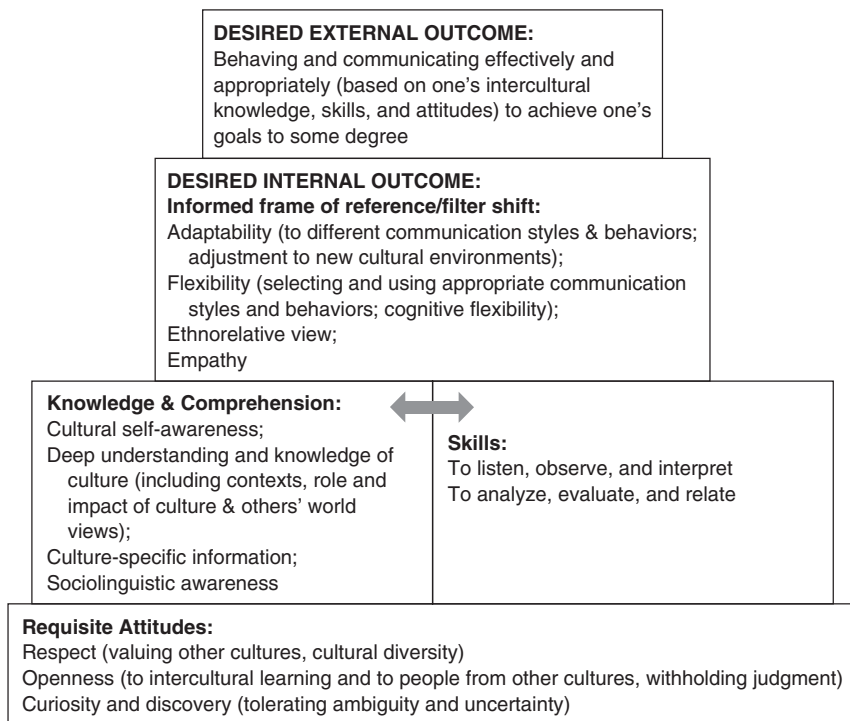 DESIRED EXTERNAL OUTCOME:
Behaving and communicating effectively and
appropriately (based on one’s intercultural
knowledge, skills, and attitudes) to achieve one’s
goals to some degree
DESIRED INTERNAL OUTCOME:
Informed frame of reference/filter shift:
Adaptability (to different communication styles & behaviors;
adjustment to new cultural environments);
Flexibility (selecting and using appropriate communication
styles and behaviors; cognitive flexibility);
Ethnorelative view;
Empathy
Knowledge & Comprehension:
Cultural self-awareness;
Deep understanding and knowledge of
culture (including contexts, role and
impact of culture & others’ world
views);
Culture-specific information;
Sociolinguistic awareness
Skills:
To listen, observe, and interpret
To analyze, evaluate, and relate
Requisite Attitudes:
Respect (valuing other cultures, cultural diversity)
Openness (to intercultural learning and to people from other cultures, withholding judgment)
Curiosity and discovery (tolerating ambiguity and uncertainty)